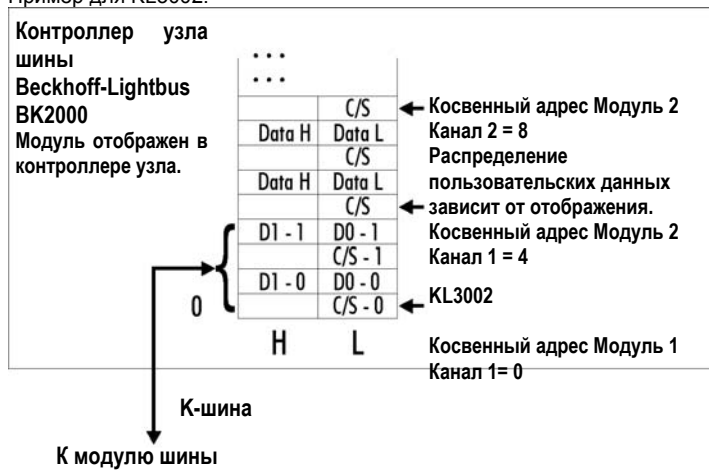 Пример для KL3002:
Контроллер узла
шины
Beckhoff-Lightbus
BK2000
Модуль отображен в
контроллере узла.
...
...
C/S
Data H Data L
C/S
Data H Data L
C/S
D1 - 1 D0 - 1
C/S - 1
D1 - 0 D0 - 0
0 C/S - 0
H L
Косвенный адрес Модуль 2
Канал 2 = 8
Распределение
пользовательских данных
зависит от отображения.
Косвенный адрес Модуль 2
Канал 1 = 4
KL3002
Косвенный адрес Модуль 1
Канал 1= 0
K-шина
К модулю шины